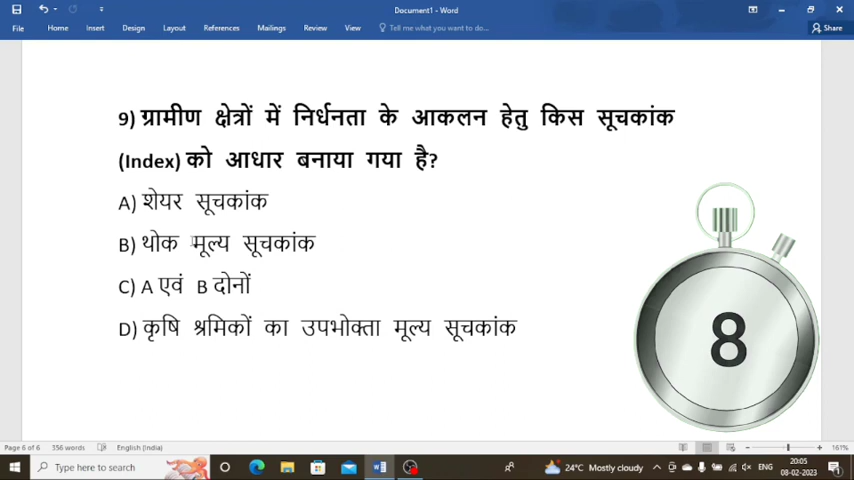 Document1 - Word
File Home Insert Design Layout References Mailings Review View Tell me what you want to do... Share
9) ग्रामीण क्षेत्रों में निर्धनता के आकलन हेतु किस सूचकांक
(Index) को आधार बनाया गया है?
A) शेयर सूचकांक
B) थोक मूल्य सूचकांक
C) A एवं B दोनों
D) कृषि श्रमिकों का उपभोक्ता मूल्य सूचकांक
8
Page 6 of 6 356 words English (India) 161%
Type here to search 24°C Mostly cloudy ENG 20:05 08-02-2023